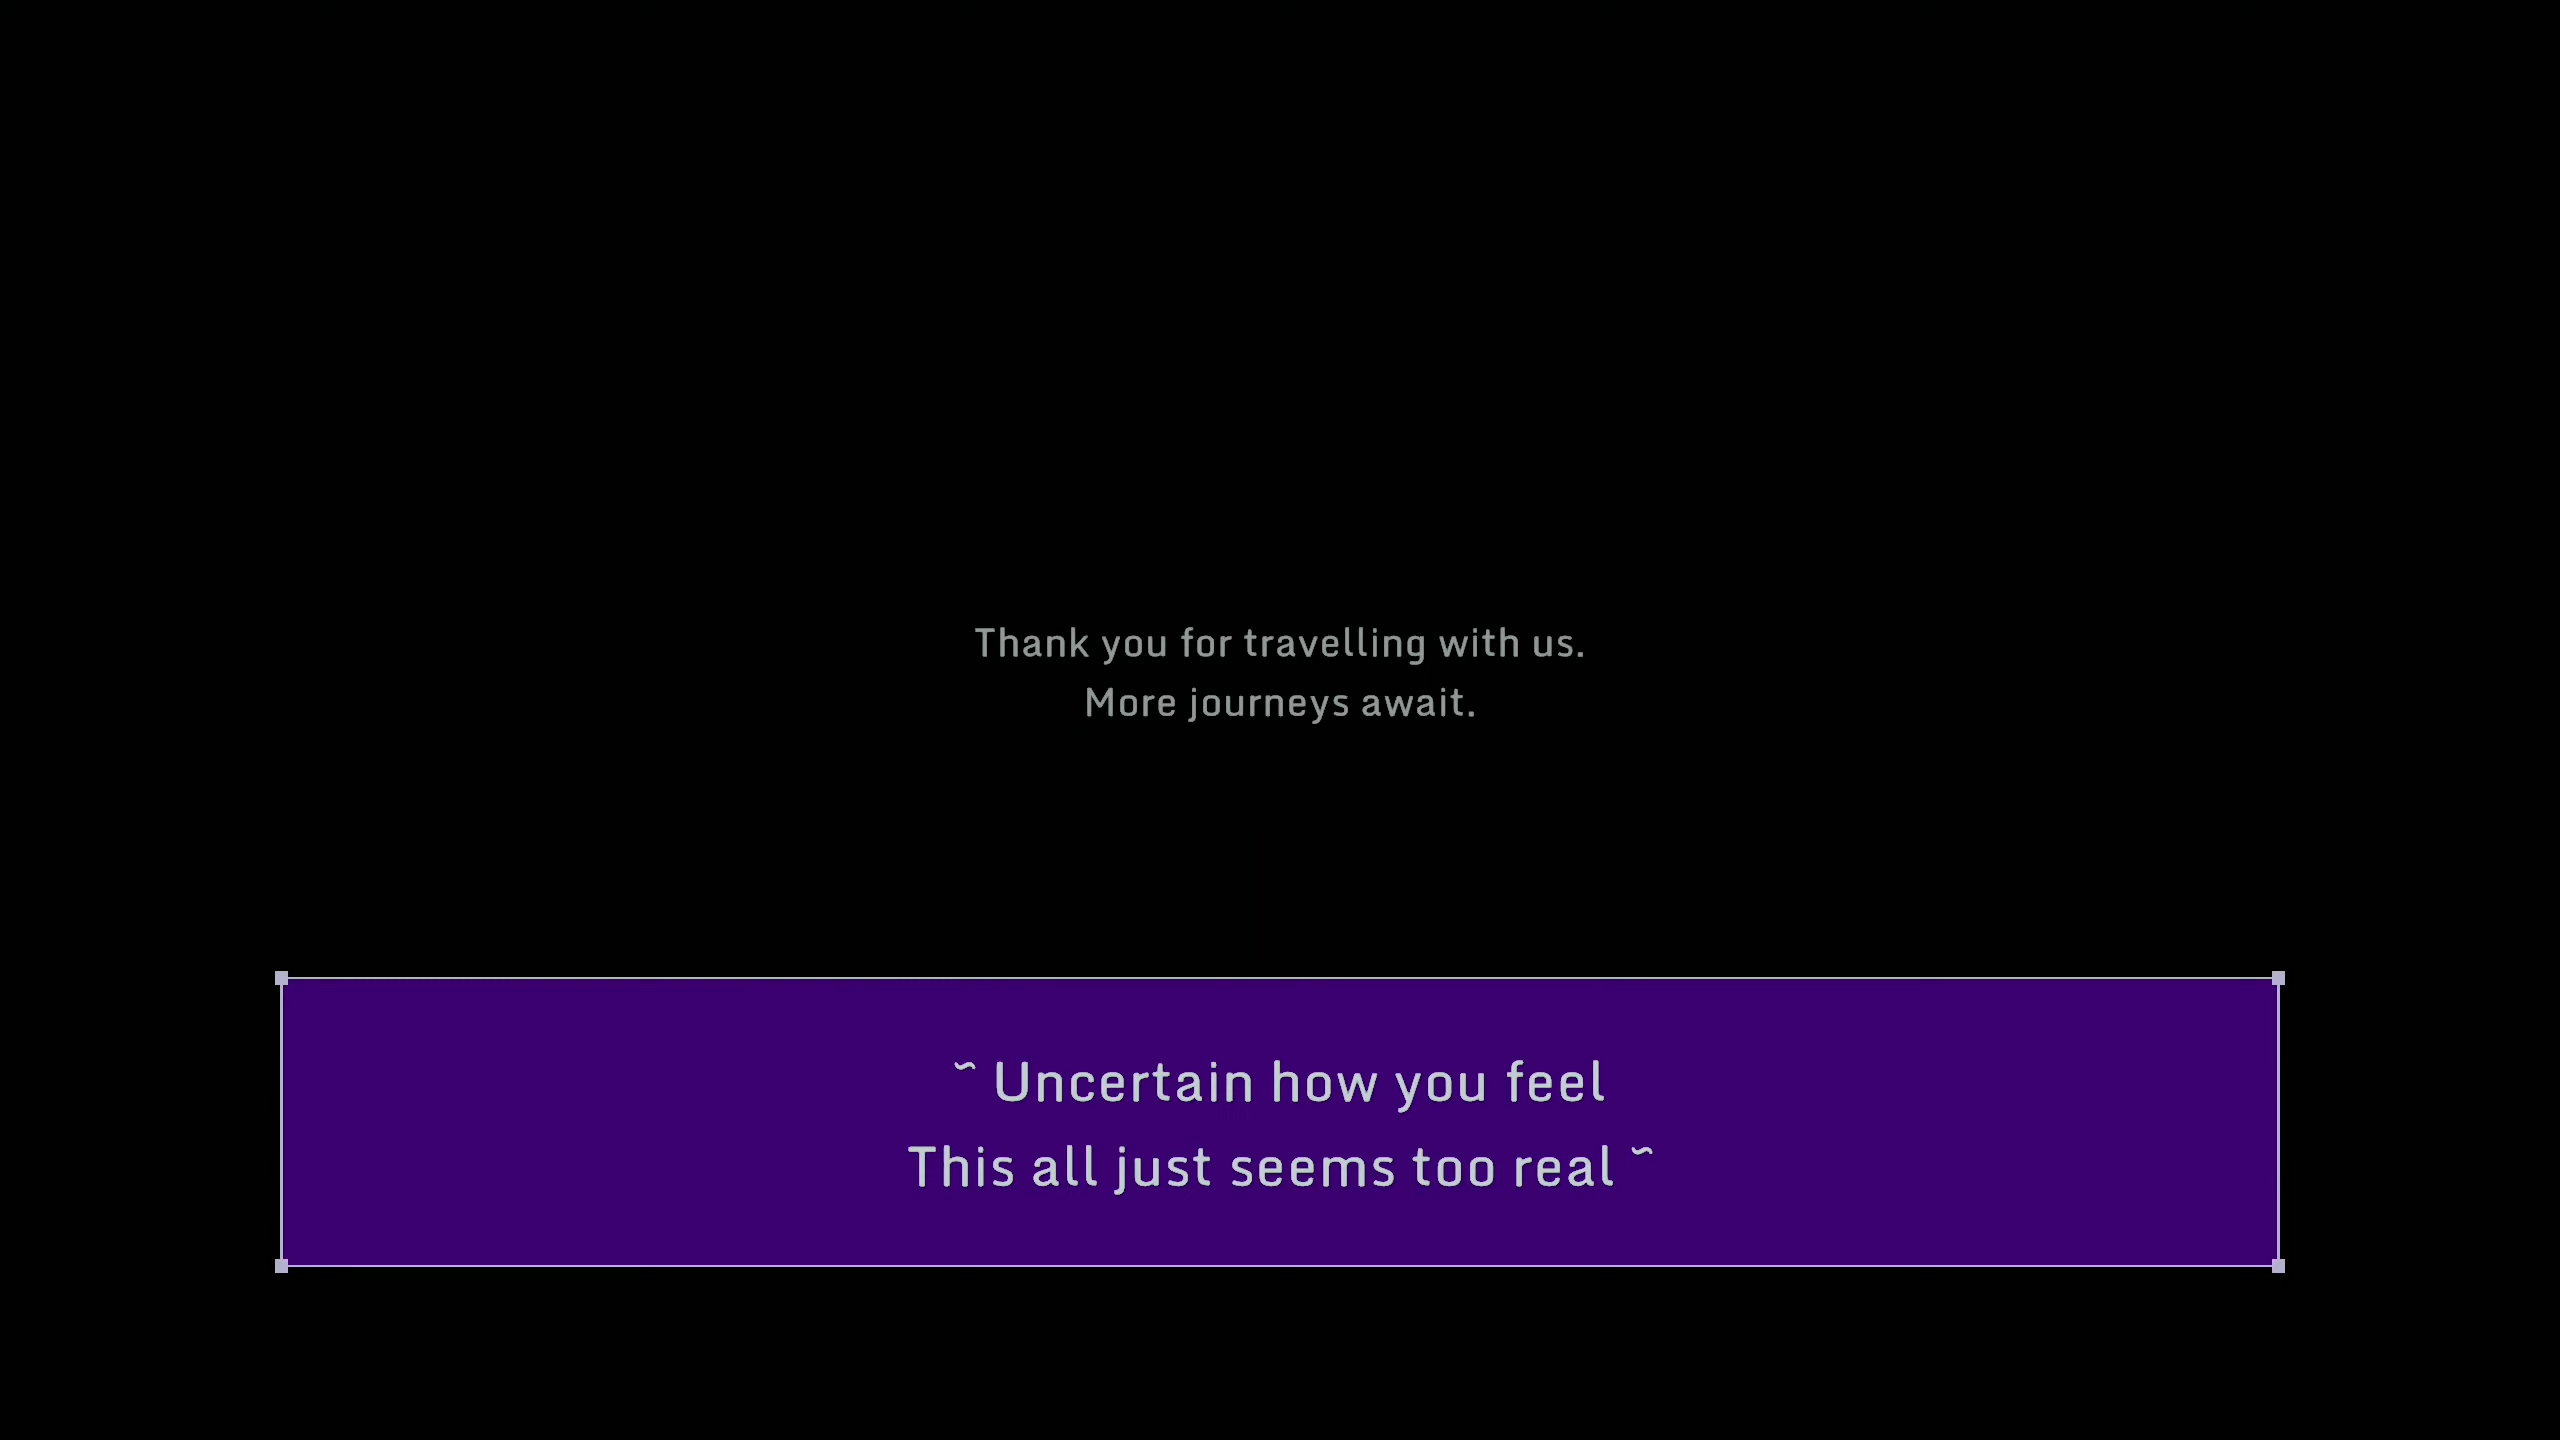 Thank you for travelling with us.
More journeys await.
~ Uncertain how you feel
This all just seems too real ~